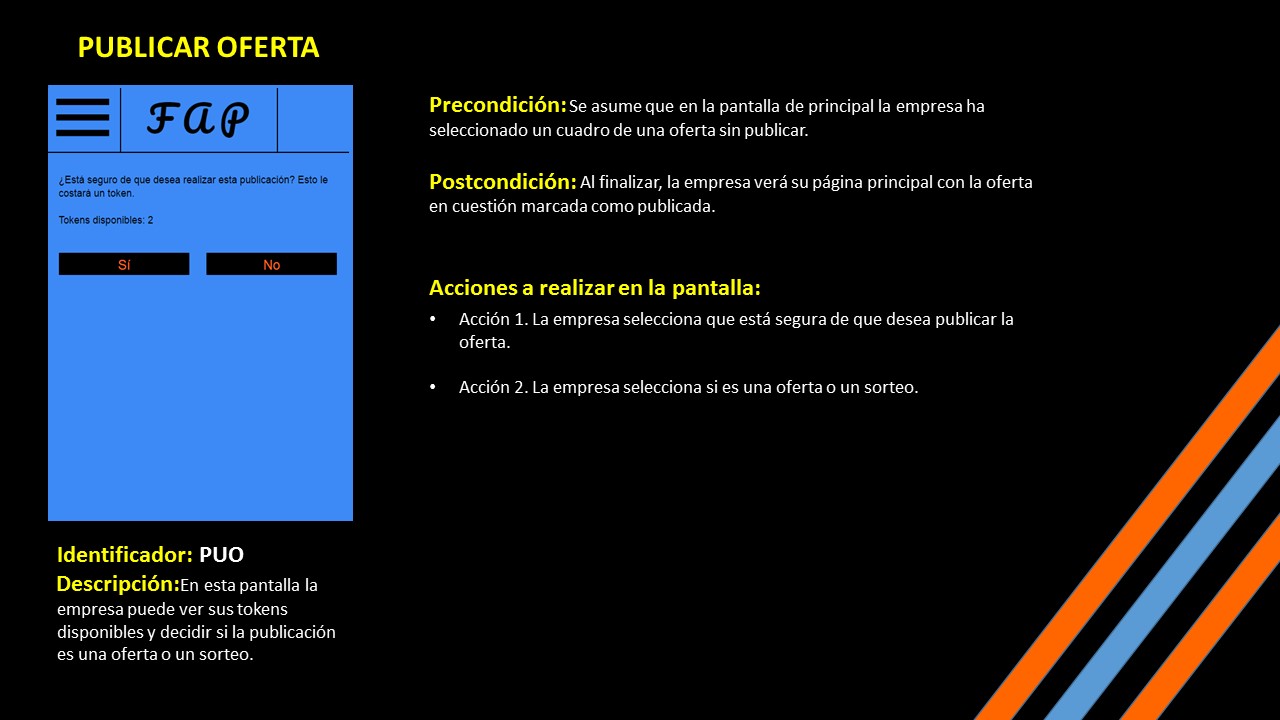 PUBLICAR OFERTA
FAP
¿Está seguro de que desea realizar esta publicación? Esto le
costará un token.
Tokens disponibles: 2
Sí
No
Identificador: PUO
Descripción:En esta pantalla la
empresa puede ver sus tokens
disponibles y decidir si la publicación
es una oferta o un sorteo.
Precondición: Se asume que en la pantalla de principal la empresa ha
seleccionado un cuadro de una oferta sin publicar.
Postcondición: Al finalizar, la empresa verá su página principal con la oferta
en cuestión marcada como publicada.
Acciones a realizar en la pantalla:
• Acción 1. La empresa selecciona que está segura de que desea publicar la
oferta.
• Acción 2. La empresa selecciona si es una oferta o un sorteo.